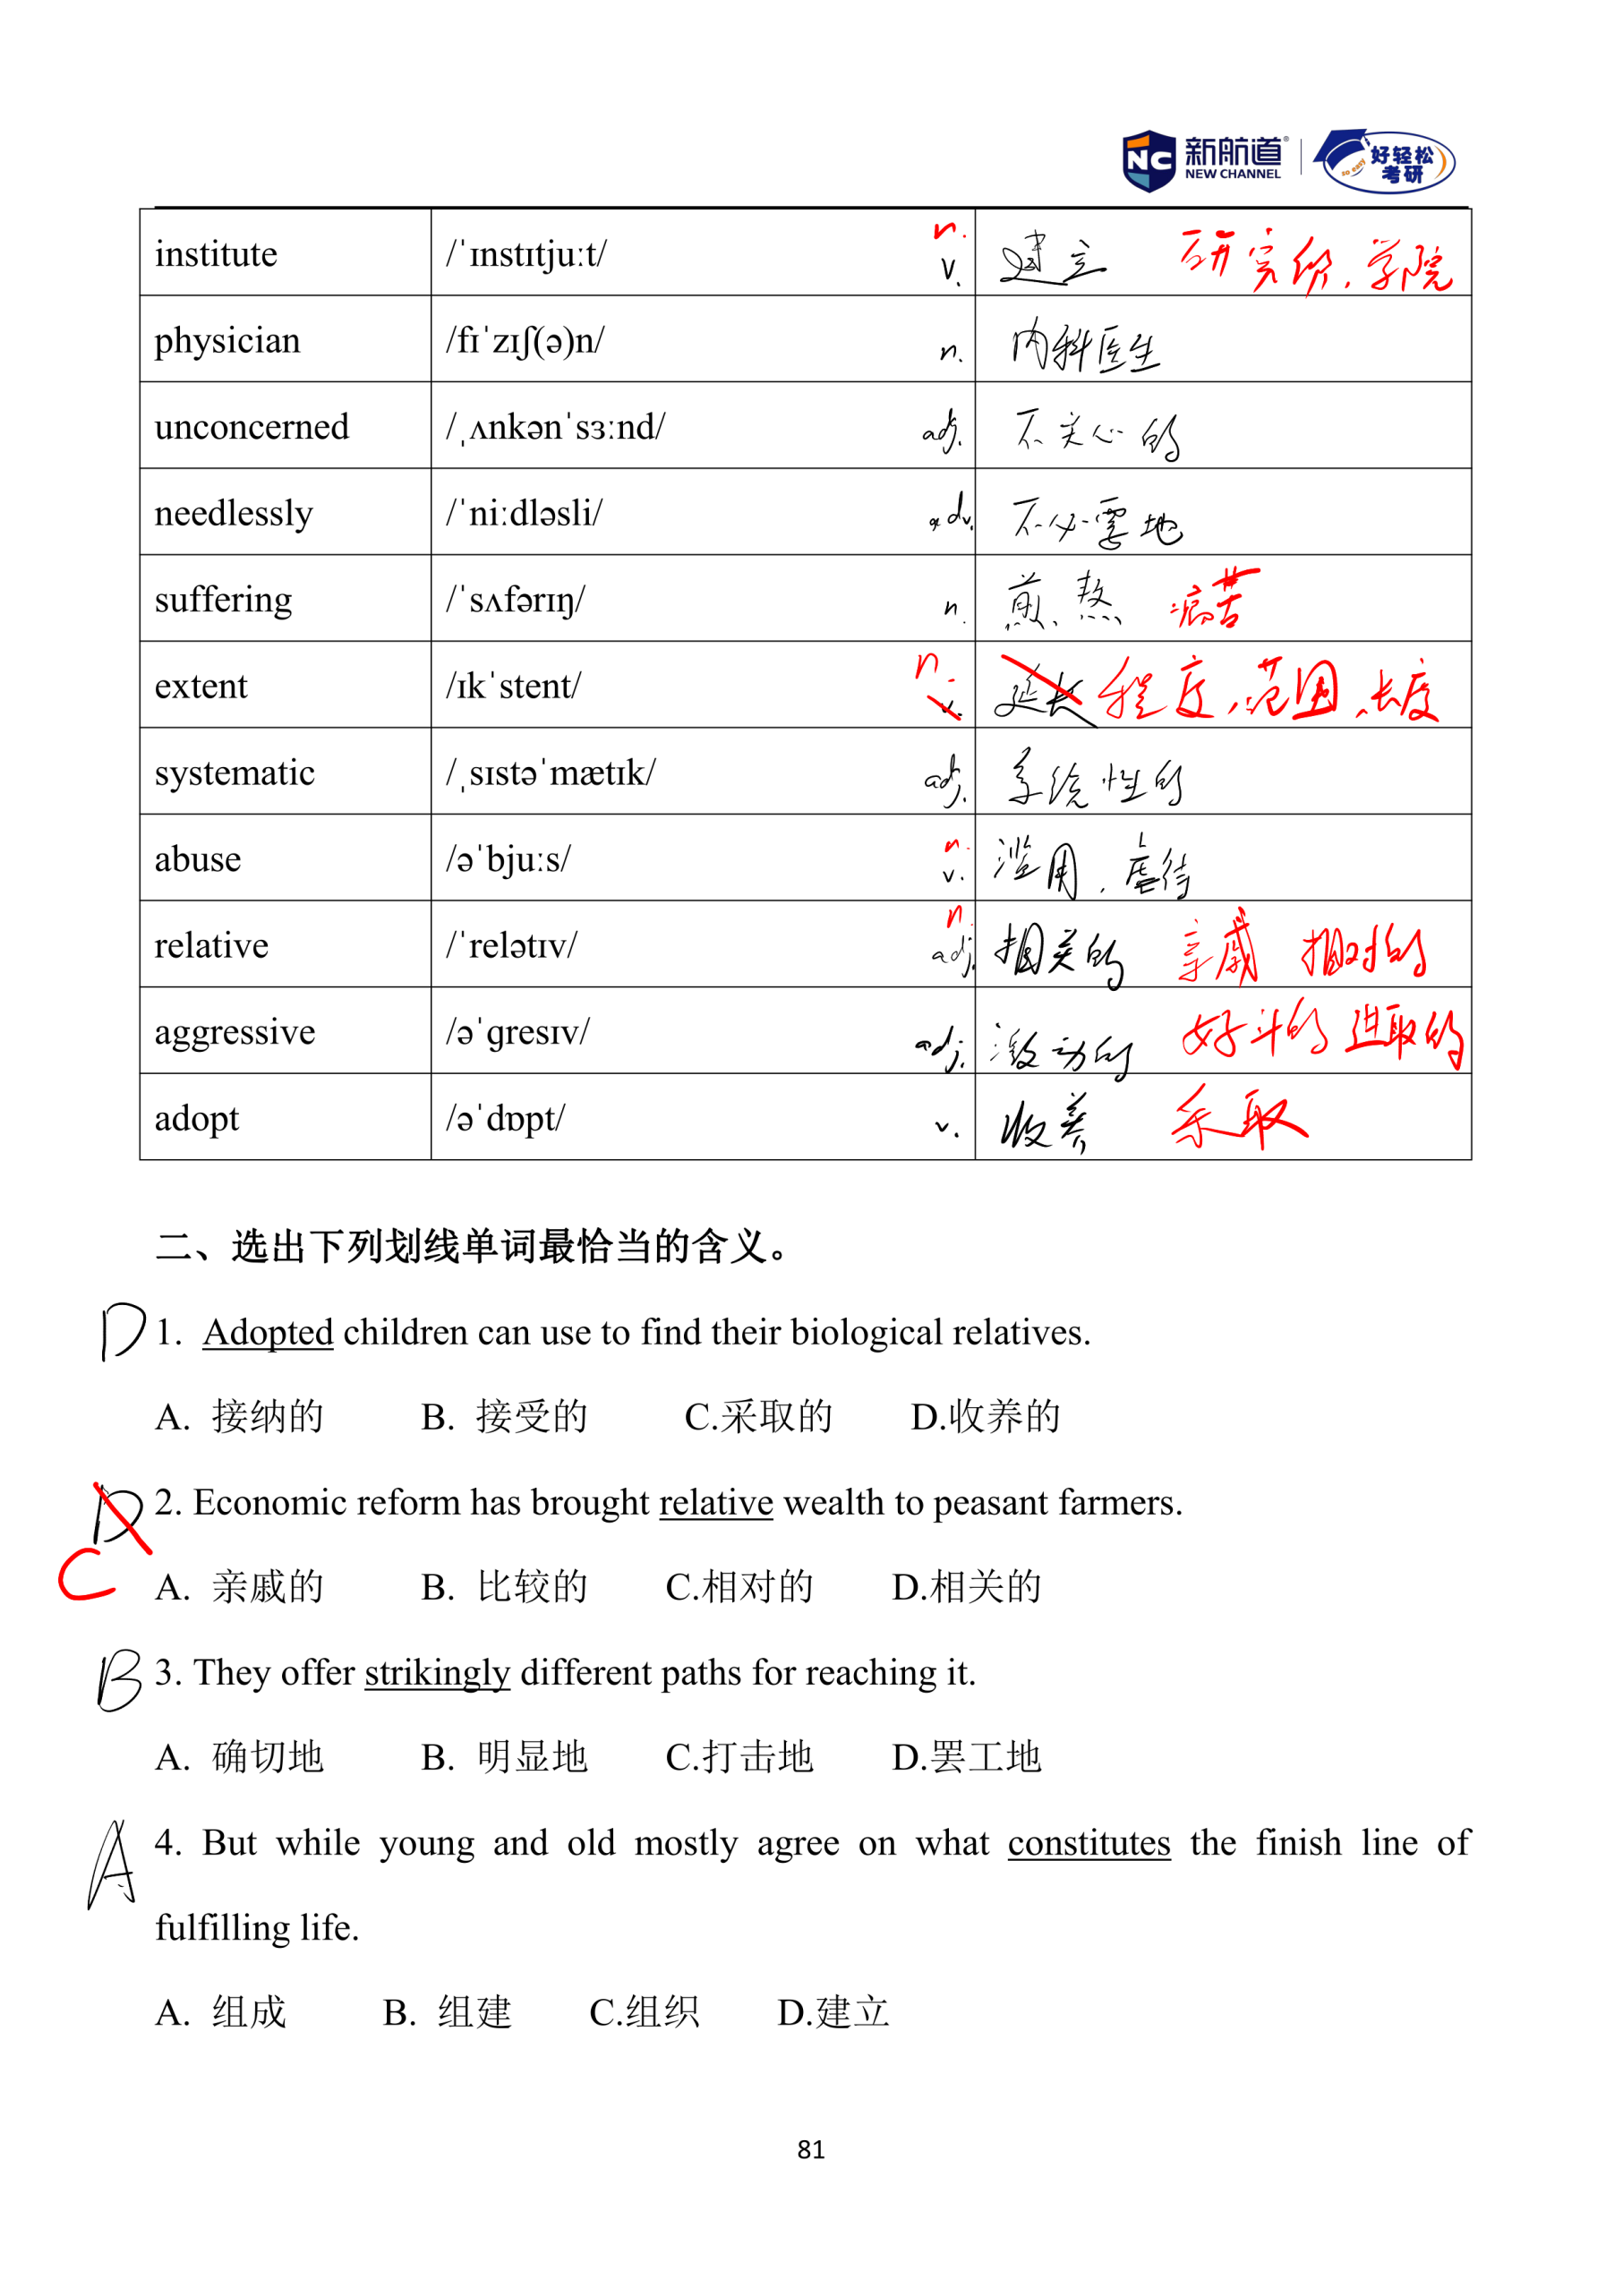 NC 新航道® NEW CHANNEL so easy 好轻松考研
institute /ˈɪnstɪtjuːt/ n. v. 建立 研究所,学院
physician /fɪˈzɪʃ(ə)n/ n. 内科医生
unconcerned /ˌʌnkənˈsɜːnd/ adj. 不关心的
needlessly /ˈniːdləsli/ adv. 不必要地
suffering /ˈsʌfərɪŋ/ n. 煎熬 痛苦
extent /ɪkˈstent/ n. v. 延长 程度,范围,长度
systematic /ˌsɪstəˈmætɪk/ adj. 系统性的
abuse /əˈbjuːs/ n. v. 滥用,虐待
relative /ˈrelətɪv/ n. adj. 相关的 亲戚 相对的
aggressive /əˈɡresɪv/ adj. 激动的 好斗的 进取的
adopt /əˈdɒpt/ v. 收养 采取
二、选出下列划线单词最恰当的含义。
D 1. Adopted children can use to find their biological relatives.
A. 接纳的 B. 接受的 C.采取的 D.收养的
D 2. Economic reform has brought relative wealth to peasant farmers.
C A. 亲戚的 B. 比较的 C.相对的 D.相关的
B 3. They offer strikingly different paths for reaching it.
A. 确切地 B. 明显地 C.打击地 D.罢工地
A 4. But while young and old mostly agree on what constitutes the finish line of
fulfilling life.
A. 组成 B. 组建 C.组织 D.建立
81